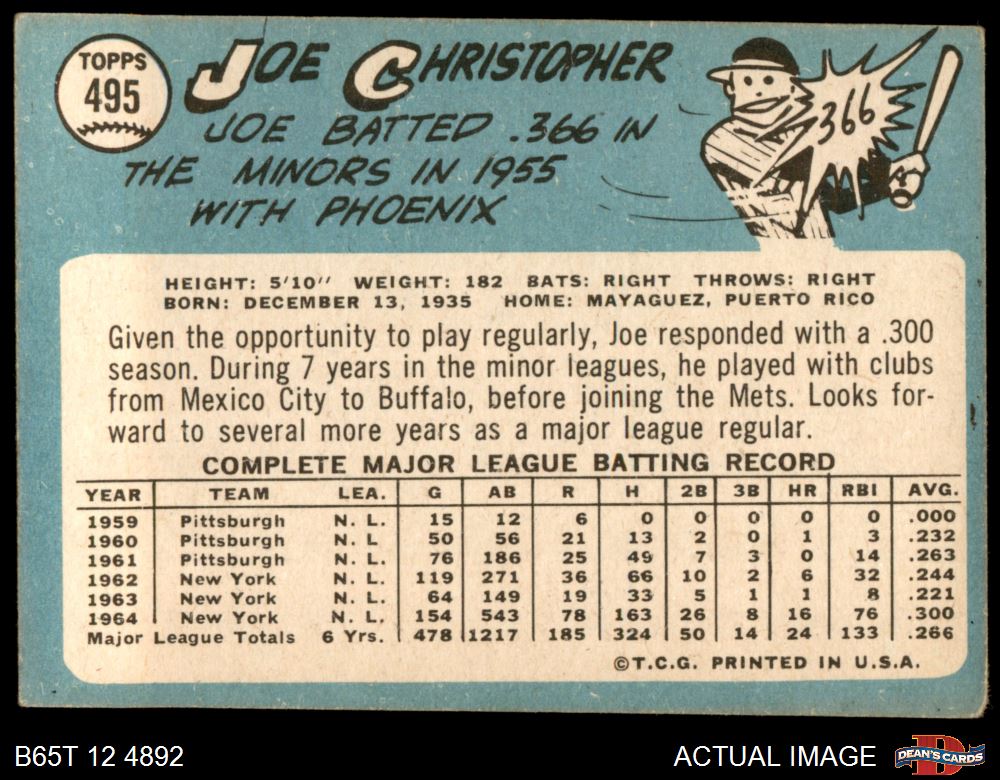 TOPPS
495
JOE CHRISTOPHER
JOE BATTED .366 IN
THE MINORS IN 1955
WITH PHOENIX
366
HEIGHT: 5'10" WEIGHT: 182 BATS: RIGHT THROWS: RIGHT
BORN: DECEMBER 13, 1935 HOME: MAYAGUEZ, PUERTO RICO
Given the opportunity to play regularly, Joe responded with a .300
season. During 7 years in the minor leagues, he played with clubs
from Mexico City to Buffalo, before joining the Mets. Looks for-
ward to several more years as a major league regular.
COMPLETE MAJOR LEAGUE BATTING RECORD
YEAR TEAM LEA. G AB R H 2B 3B HR RBI AVG.
1959 Pittsburgh N. L. 15 12 6 0 0 0 0 0 .000
1960 Pittsburgh N. L 50 56 21 13 2 0 1 3 .232
1961 Pittsburgh N. L. 76 186 25 49 7 3 0 14 .263
1962 New York N. L. 119 271 36 66 10 2 6 32 .244
1963 New York N. L. 64 149 19 33 5 1 1 8 .221
1964 New York N. L. 154 543 78 163 26 8 16 76 .300
Major League Totals 6 Yrs. 478 1217 185 324 50 14 24 133 .266
©T.C.G. PRINTED IN U.S.A.
B65T 12 4892
ACTUAL IMAGE
DEAN'S CARDS